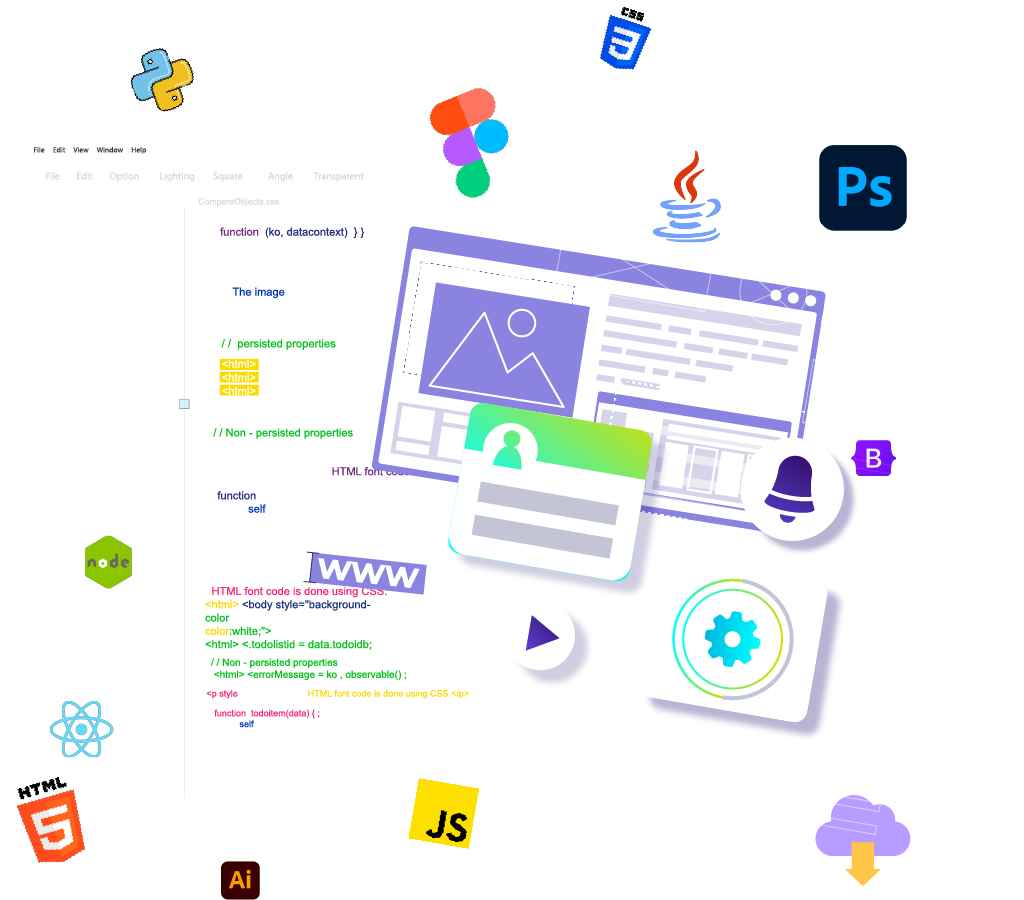 CSS
File Edit View Window Help
File Edit Option Lighting Square Angle Transparent
Ps
CompareObjects.css
function (ko, datacontext) } }
The image
/ / persisted properties
<html>
<html>
<html>
/ / Non - persisted properties
B
HTML font code
function
self
node
WWW
HTML font code is done using CSS.
<html> <body style="background-
color
color:white;">
<html> <.todolistid = data.todoidb;
/ / Non - persisted properties
<html> <errorMessage = ko , observable() ;
<p style HTML font code is done using CSS.</p>
function todoitem(data) { ;
self
HTML
5
JS
Ai